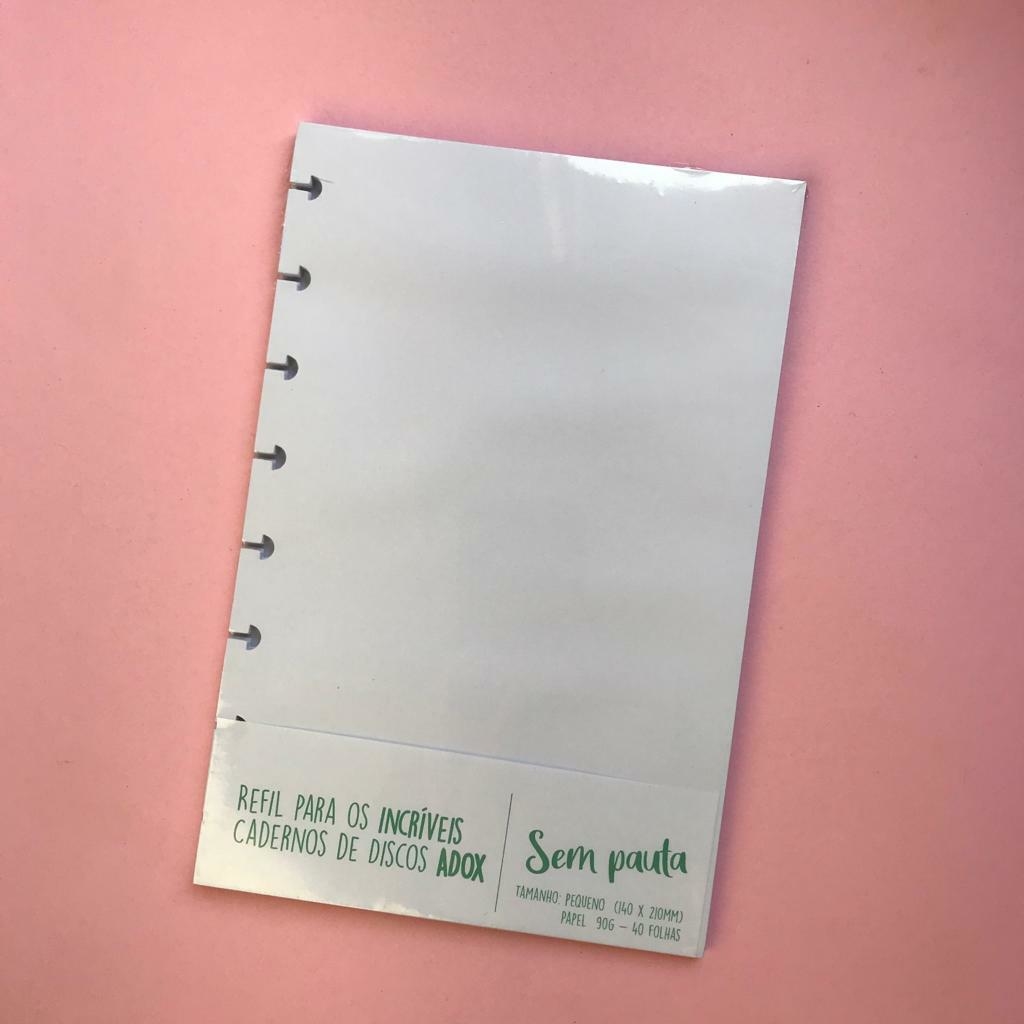 REFIL PARA OS INCRÍVEIS
CADERNOS DE DISCOS ADOX
Sem pauta
TAMANHO: PEQUENO (140 X 210MM)
PAPEL 90G – 40 FOLHAS